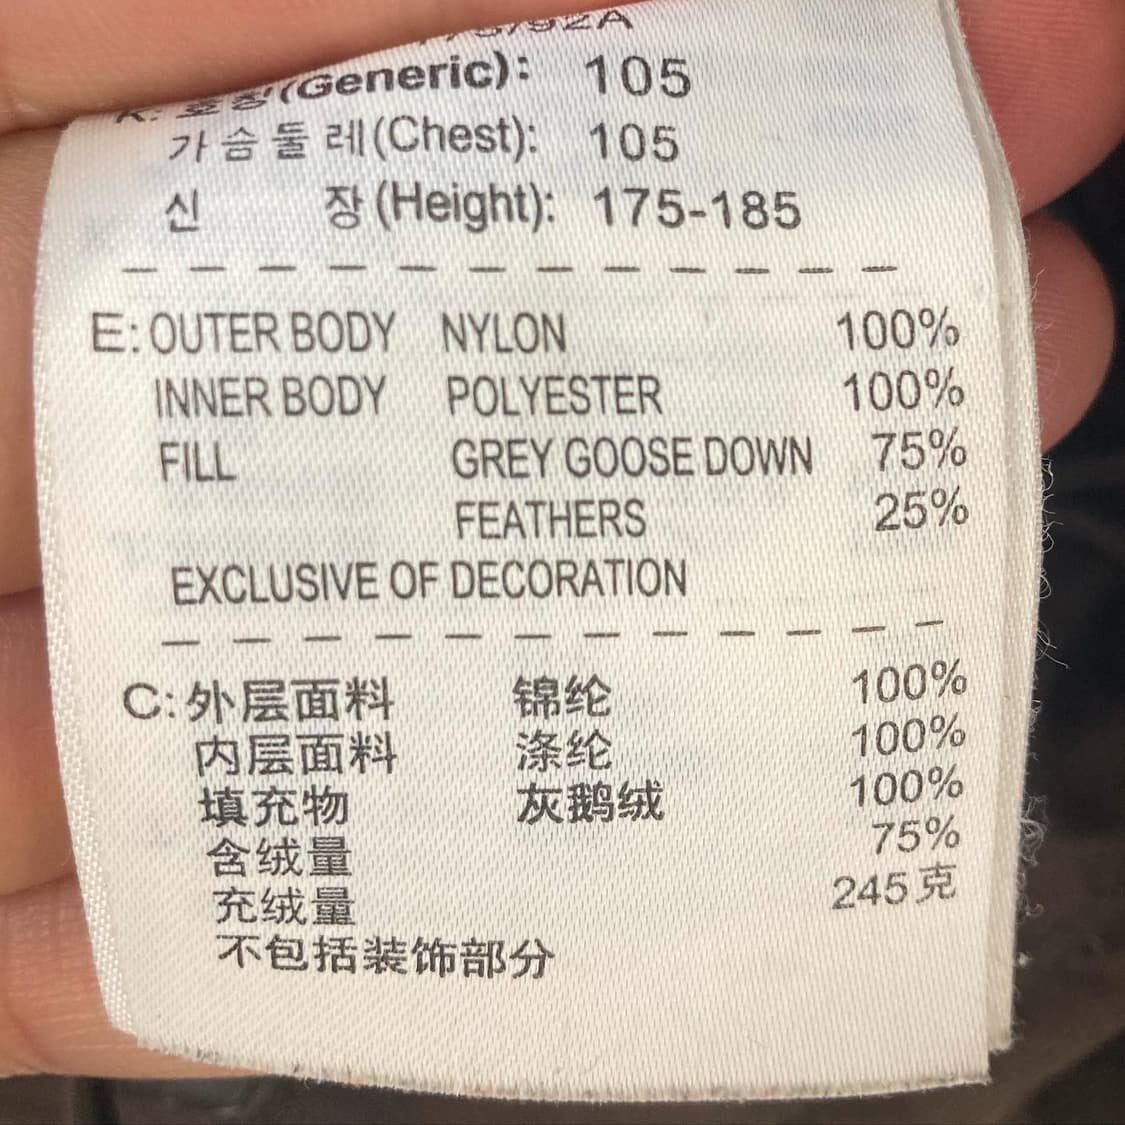 (Generic): 105
가슴둘레(Chest): 105
신 장(Height): 175-185
E: OUTER BODY NYLON 100%
INNER BODY POLYESTER 100%
FILL GREY GOOSE DOWN 75%
FEATHERS 25%
EXCLUSIVE OF DECORATION
C: 外层面料 锦纶 100%
内层面料 涤纶 100%
填充物 灰鹅绒 100%
含绒量 75%
充绒量 245克
不包括装饰部分